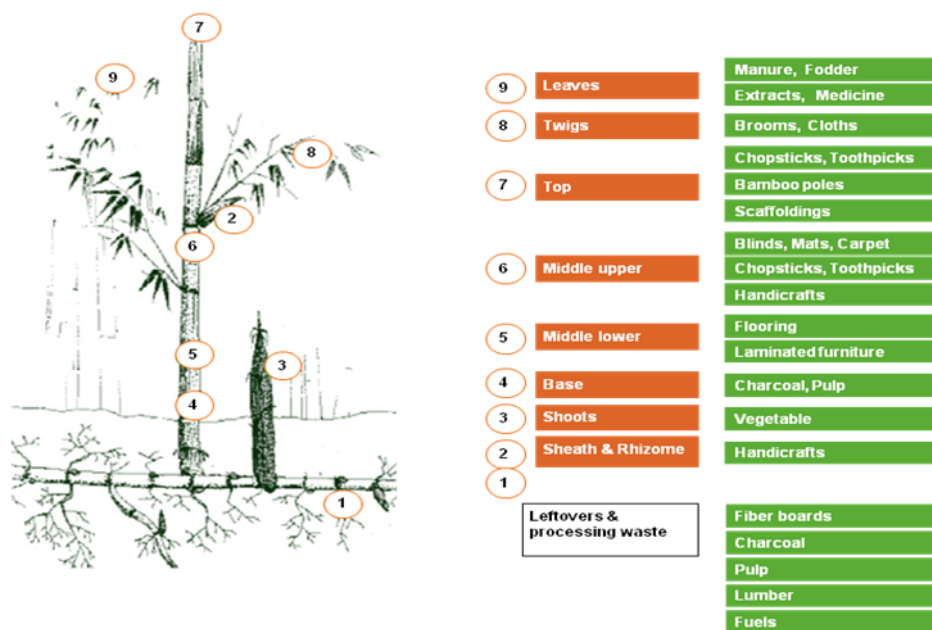 7
9
8
2
6
5
3
4
1
9 Leaves
Manure, Fodder
Extracts, Medicine
8 Twigs
Brooms, Cloths
7 Top
Chopsticks, Toothpicks
Bamboo poles
Scaffoldings
6 Middle upper
Blinds, Mats, Carpet
Chopsticks, Toothpicks
Handicrafts
5 Middle lower
Flooring
Laminated furniture
4 Base
Charcoal, Pulp
3 Shoots
Vegetable
2 Sheath & Rhizome
Handicrafts
1
Leftovers &
processing waste
Fiber boards
Charcoal
Pulp
Lumber
Fuels